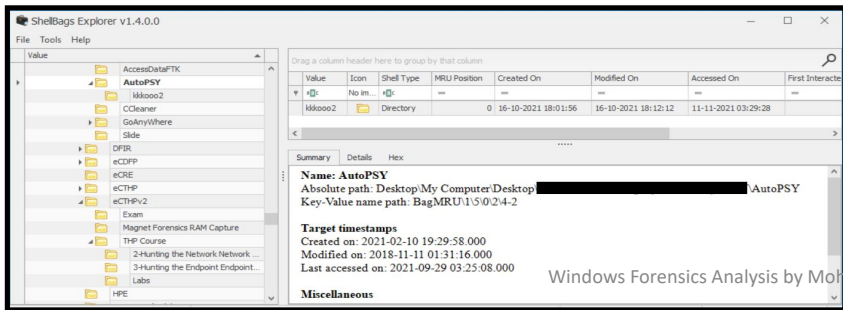 ShellBags Explorer v1.4.0.0
File Tools Help
Value
AccessDataFTK
AutoPSY
kkkooo2
CCleaner
GoAnyWhere
Slide
DFIR
eCDFP
eCRE
eCTHP
eCTHPv2
Exam
Magnet Forensics RAM Capture
THP Course
2-Hunting the Network Network ...
3-Hunting the Endpoint Endpoint...
Labs
HPE
Drag a column header here to group by that column
Value Icon Shell Type MRU Position Created On Modified On Accessed On First Interacte
No im...
kkkooo2 Directory 0 16-10-2021 18:01:56 16-10-2021 18:12:12 11-11-2021 03:29:28
Summary Details Hex
Name: AutoPSY
Absolute path: Desktop\My Computer\Desktop\ \AutoPSY
Key-Value name path: BagMRU\1\5\0\2\4-2
Target timestamps
Created on: 2021-02-10 19:29:58.000
Modified on: 2018-11-11 01:31:16.000
Last accessed on: 2021-09-29 03:25:08.000
Miscellaneous
Windows Forensics Analysis by Moh